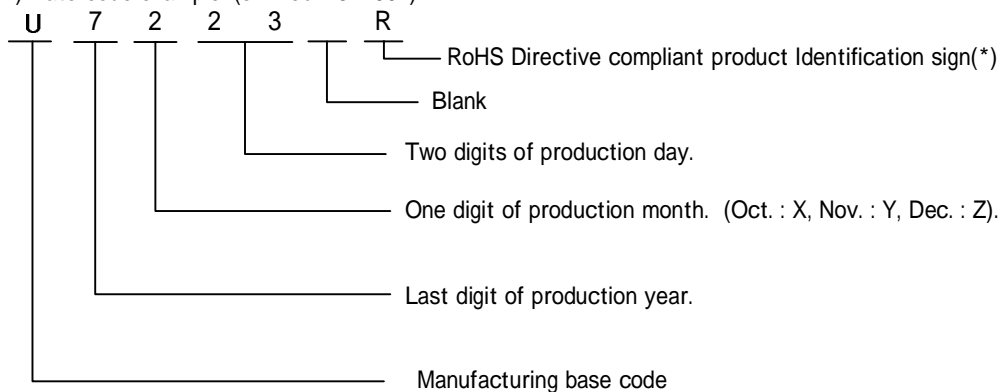 U 7 2 2 3 R
RoHS Directive compliant product Identification sign(*)
Blank
Two digits of production day.
One digit of production month. (Oct. : X, Nov. : Y, Dec. : Z).
Last digit of production year.
Manufacturing base code